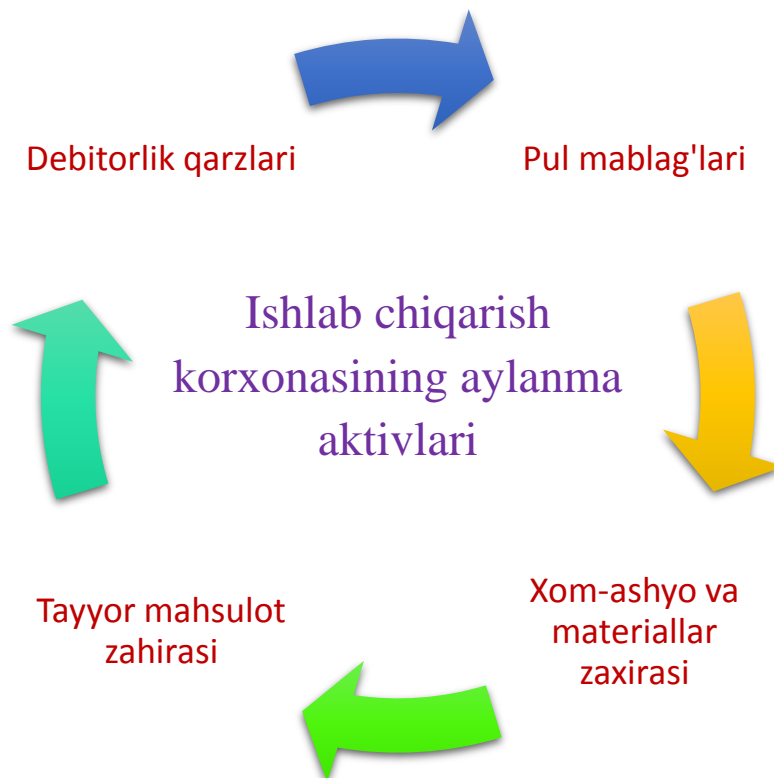 Debitorlik qarzlari
Pul mablag'lari
Ishlab chiqarish
korxonasining aylanma
aktivlari
Tayyor mahsulot
zahirasi
Xom-ashyo va
materiallar
zaxirasi